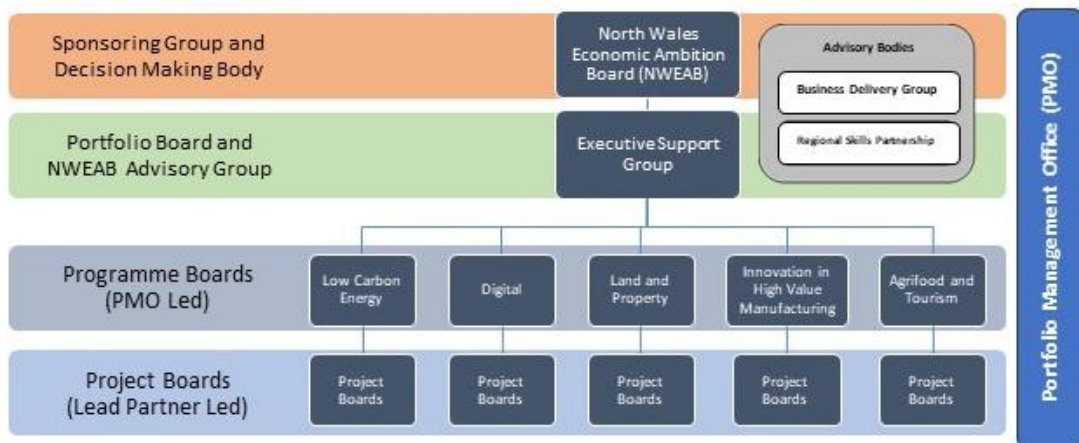 Sponsoring Group and
Decision Making Body
North Wales
Economic Ambition
Board (NWEAB)
Advisory Bodies
Business Delivery Group
Regional Skills Partnership
Portfolio Board and
NWEAB Advisory Group
Executive Support
Group
Programme Boards
(PMO Led)
Low Carbon
Energy
Digital
Land and
Property
Innovation in
High Value
Manufacturing
Agrifood and
Tourism
Project Boards
(Lead Partner Led)
Project
Boards
Project
Boards
Project
Boards
Project
Boards
Project
Boards
Portfolio Management Office (PMO)